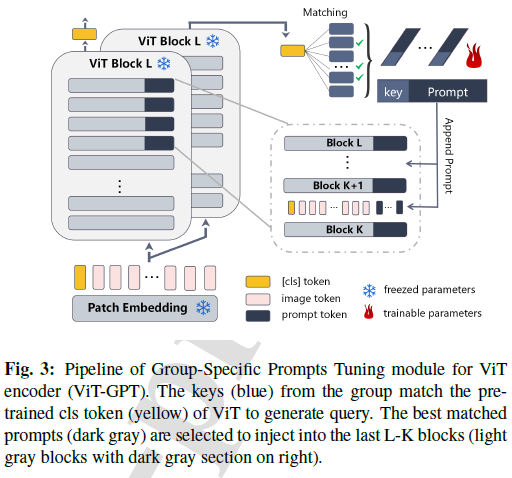 Matching
ViT Block L
ViT Block L
key Prompt
Append Prompt
Block L
Block K+1
Block K
Patch Embedding
[cls] token
image token
prompt token
freezed parameters
trainable parameters
Fig. 3: Pipeline of Group-Specific Prompts Tuning module for ViT
encoder (ViT-GPT). The keys (blue) from the group match the pre-
trained cls token (yellow) of ViT to generate query. The best matched
prompts (dark gray) are selected to inject into the last L-K blocks (light
gray blocks with dark gray section on right).